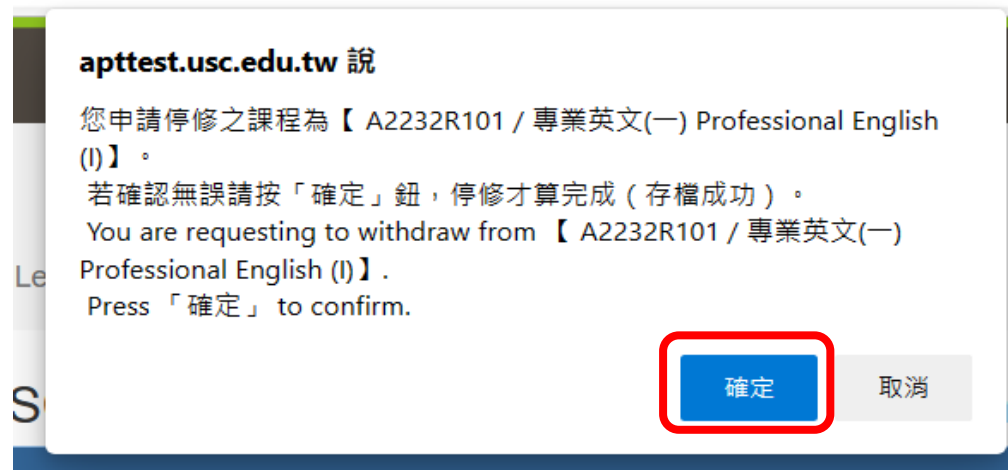 apttest.usc.edu.tw 說
您申請停修之課程為【 A2232R101 / 專業英文(一) Professional English
(I)】。
若確認無誤請按「確定」鈕，停修才算完成（存檔成功）。
You are requesting to withdraw from 【 A2232R101 / 專業英文(一)
Professional English (I)】.
Press 「確定」 to confirm.
Le
確定 取消
S